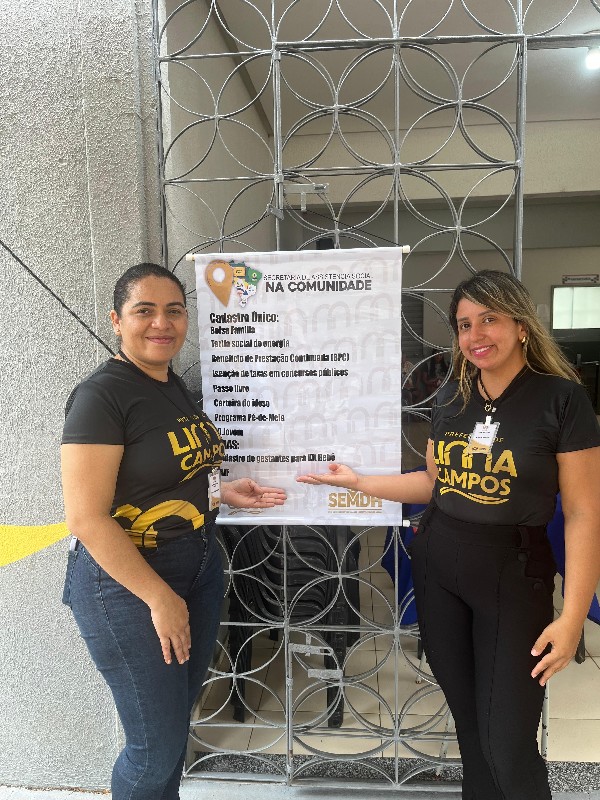 SECRETARIA DE ASSISTÊNCIA SOCIAL
NA COMUNIDADE
Cadastro Único:
Bolsa Família
Tarifa social de energia
Benefício de Prestação Continuada (BPC)
Isenção de taxas em concursos públicos
Passe livre
Carteira do idoso
Programa Pé-de-Meia
Jovem
Cadastro de gestantes para Kit Bebê
SEMDH
PREFEITURA DE
LIMA
CAMPOS
LIMA
CAMPOS